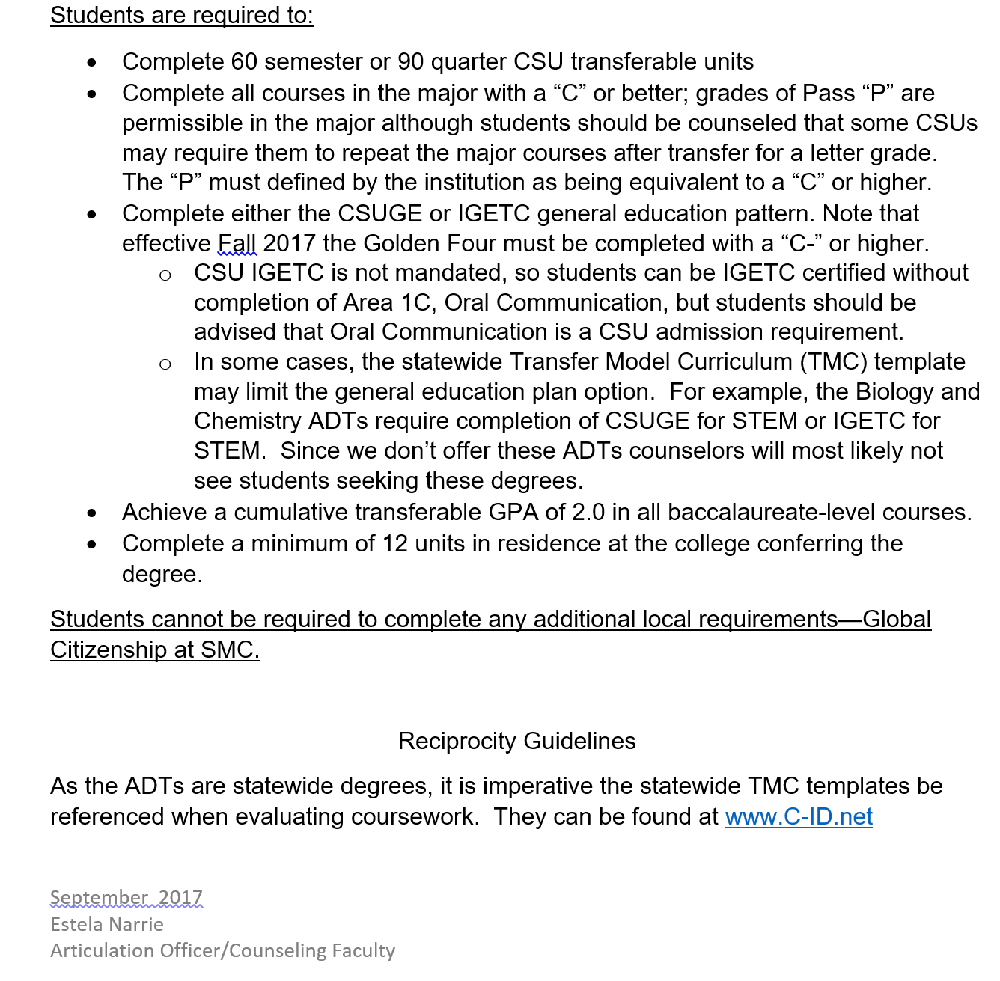 Students are required to:
• Complete 60 semester or 90 quarter CSU transferable units
• Complete all courses in the major with a “C” or better; grades of Pass “P” are
permissible in the major although students should be counseled that some CSUs
may require them to repeat the major courses after transfer for a letter grade.
The “P” must defined by the institution as being equivalent to a “C” or higher.
• Complete either the CSUGE or IGETC general education pattern. Note that
effective Fall 2017 the Golden Four must be completed with a “C-” or higher.
o CSU IGETC is not mandated, so students can be IGETC certified without
completion of Area 1C, Oral Communication, but students should be
advised that Oral Communication is a CSU admission requirement.
o In some cases, the statewide Transfer Model Curriculum (TMC) template
may limit the general education plan option.  For example, the Biology and
Chemistry ADTs require completion of CSUGE for STEM or IGETC for
STEM.  Since we don’t offer these ADTs counselors will most likely not
see students seeking these degrees.
• Achieve a cumulative transferable GPA of 2.0 in all baccalaureate-level courses.
• Complete a minimum of 12 units in residence at the college conferring the
degree.
Students cannot be required to complete any additional local requirements—Global
Citizenship at SMC.
Reciprocity Guidelines
As the ADTs are statewide degrees, it is imperative the statewide TMC templates be
referenced when evaluating coursework.  They can be found at www.C-ID.net
September  2017
Estela Narrie
Articulation Officer/Counseling Faculty